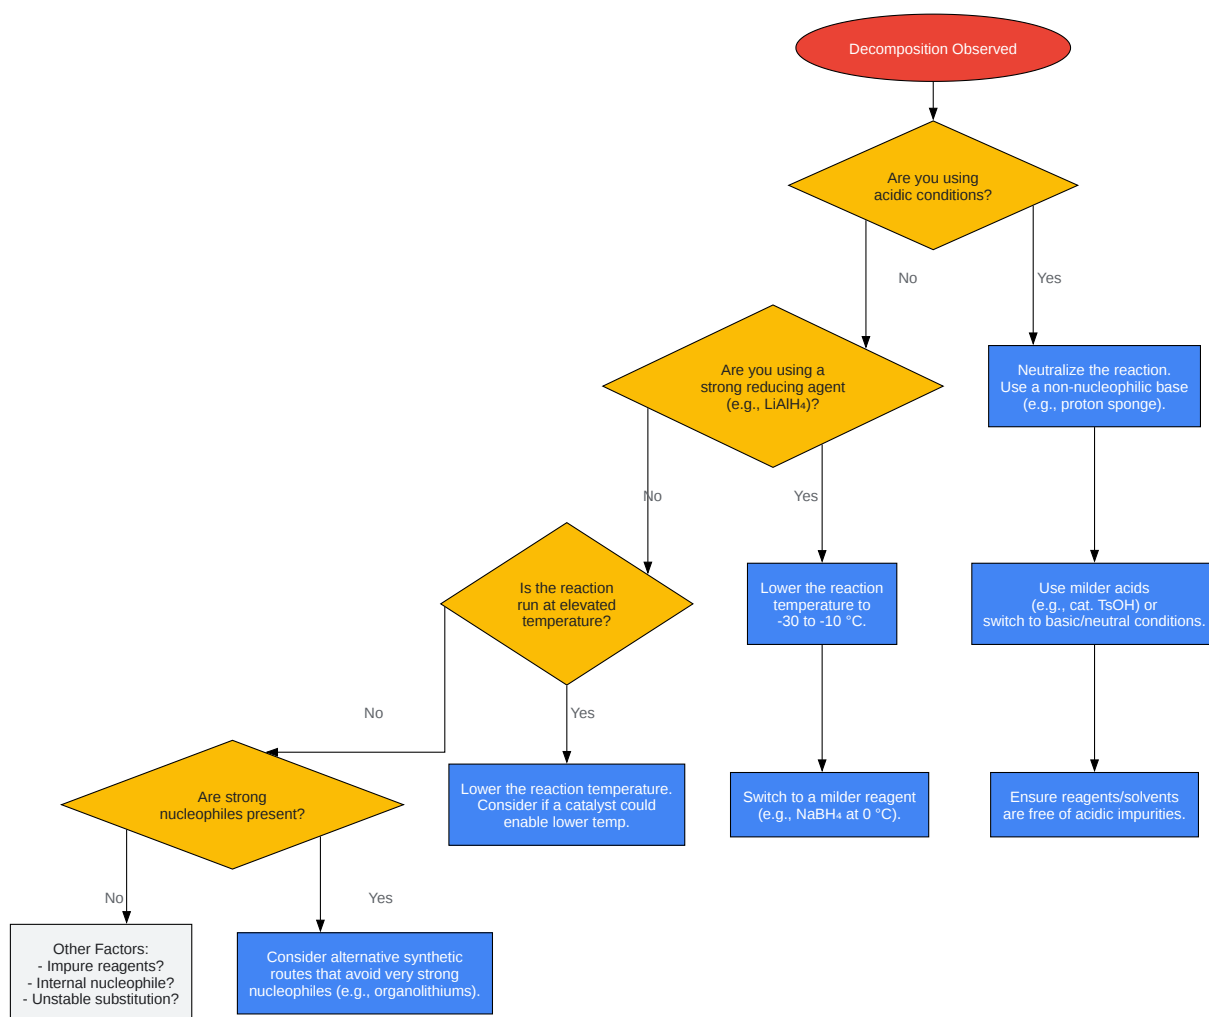 Decomposition Observed
Are you using
acidic conditions?
No
Yes
Are you using a
strong reducing agent
(e.g., LiAlH₄)?
Neutralize the reaction.
Use a non-nucleophilic base
(e.g., proton sponge).
No
Yes
Is the reaction
run at elevated
temperature?
Lower the reaction
temperature to
-30 to -10 °C.
Use milder acids
(e.g., cat. TsOH) or
switch to basic/neutral conditions.
No
Yes
Are strong
nucleophiles present?
Lower the reaction temperature.
Consider if a catalyst could
enable lower temp.
Switch to a milder reagent
(e.g., NaBH₄ at 0 °C).
Ensure reagents/solvents
are free of acidic impurities.
No
Yes
Other Factors:
- Impure reagents?
- Internal nucleophile?
- Unstable substitution?
Consider alternative synthetic
routes that avoid very strong
nucleophiles (e.g., organolithiums).